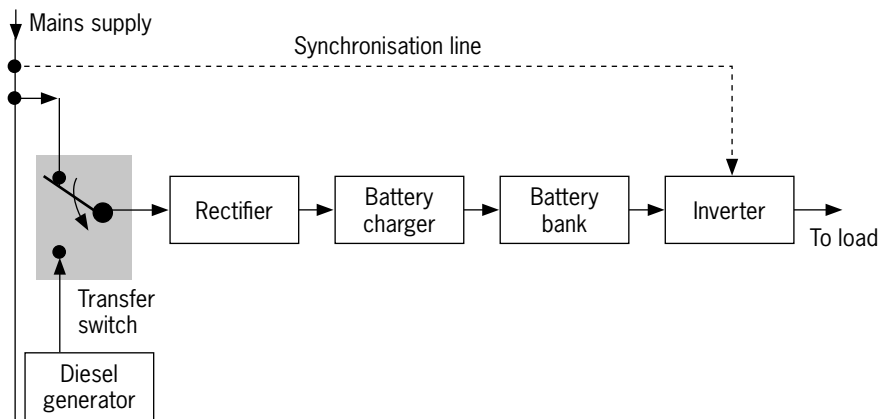 Mains supply
Synchronisation line
Rectifier
Battery
charger
Battery
bank
Inverter
To load
Transfer
switch
Diesel
generator